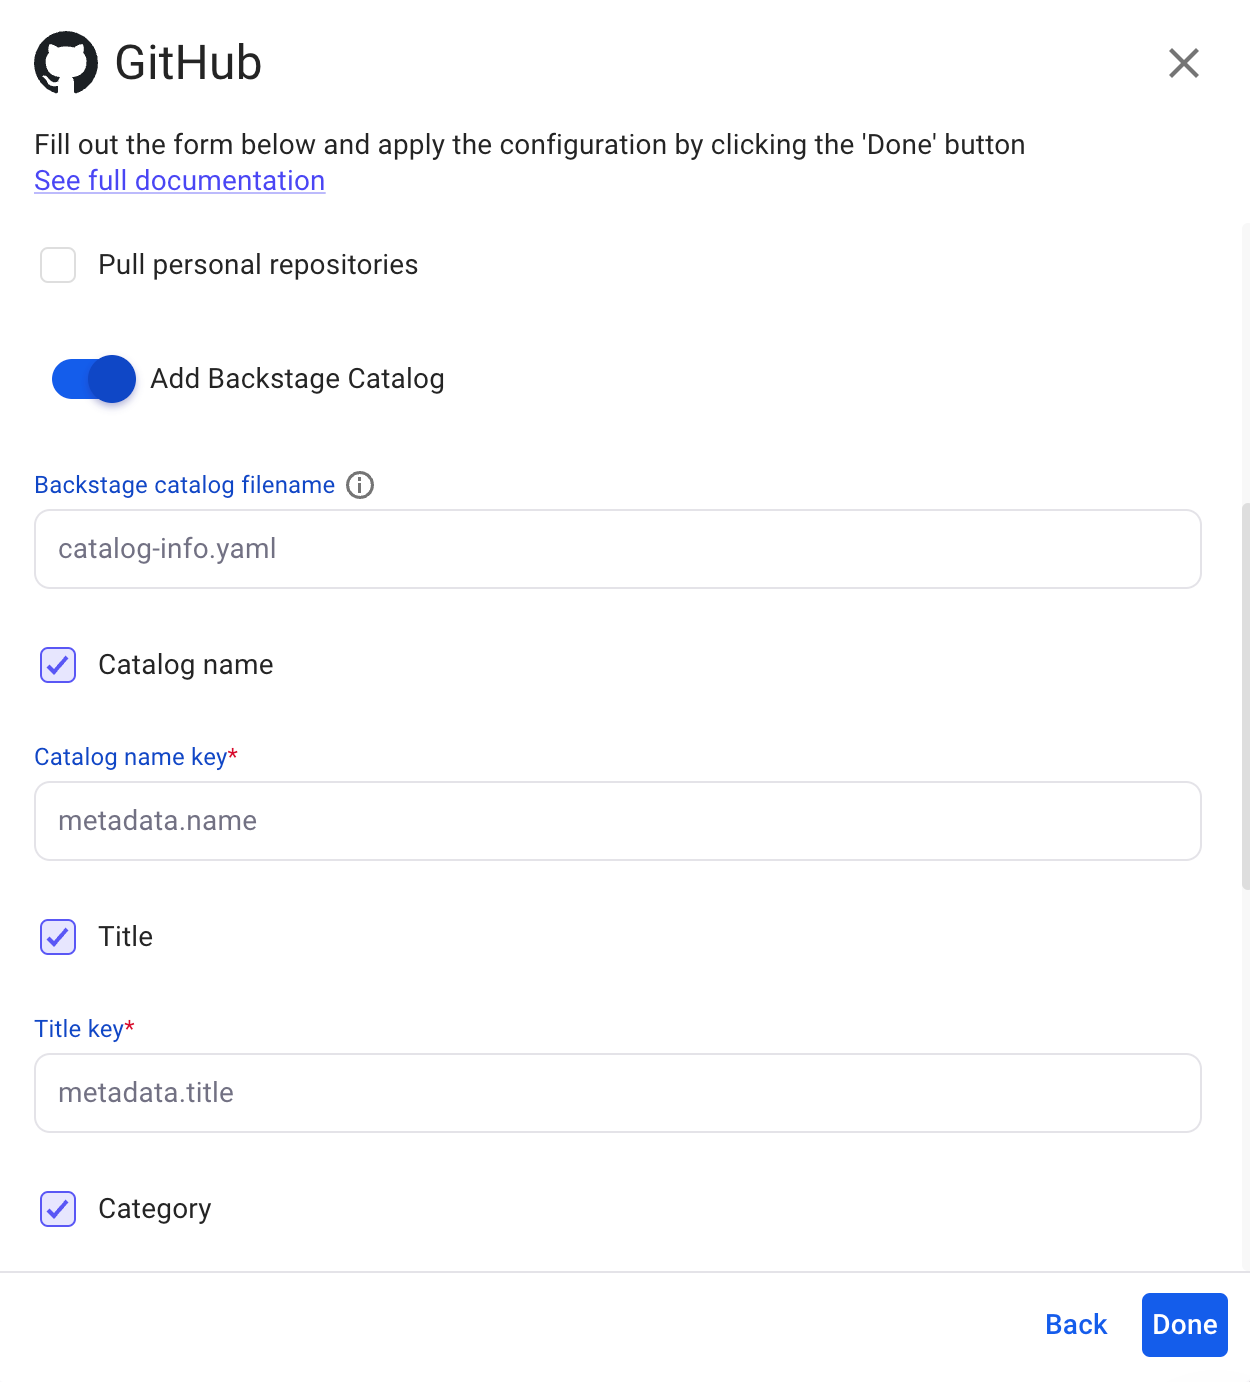 GitHub
Fill out the form below and apply the configuration by clicking the 'Done' button
See full documentation
Pull personal repositories
Add Backstage Catalog
Backstage catalog filename
catalog-info.yaml
Catalog name
Catalog name key*
metadata.name
Title
Title key*
metadata.title
Category
Back
Done